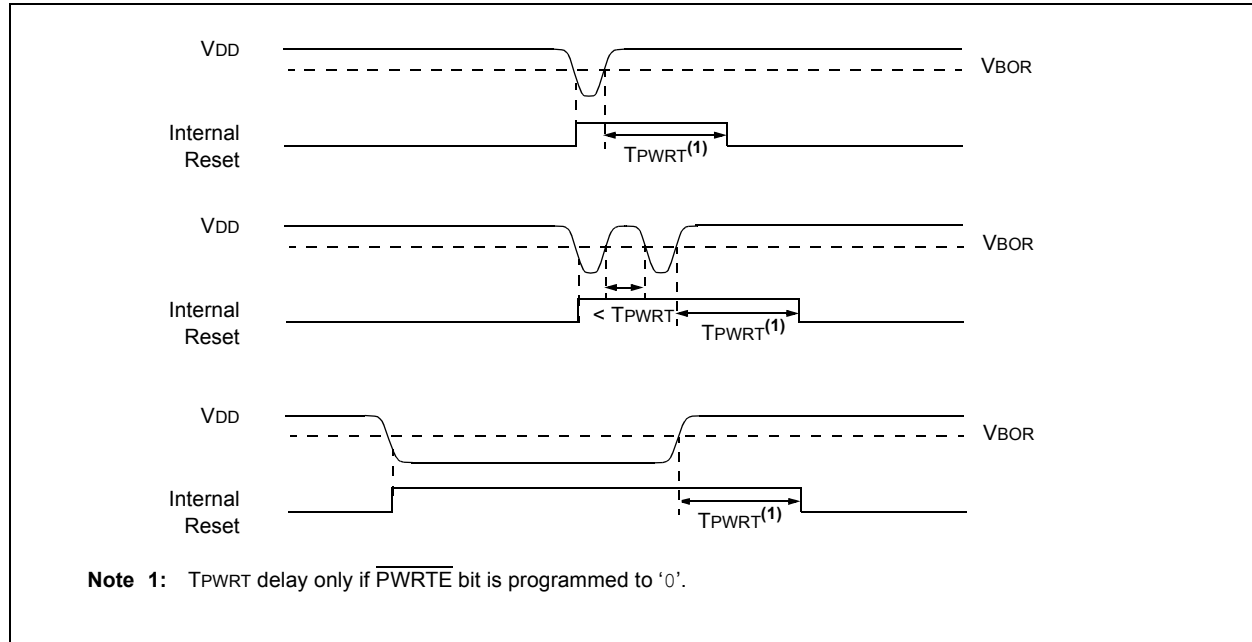 VDD
VBOR
Internal
Reset
TPWRT(1)
VDD
VBOR
Internal
Reset
< TPWRT
TPWRT(1)
VDD
VBOR
Internal
Reset
TPWRT(1)
Note 1: TPWRT delay only if PWRTE bit is programmed to ‘0’.